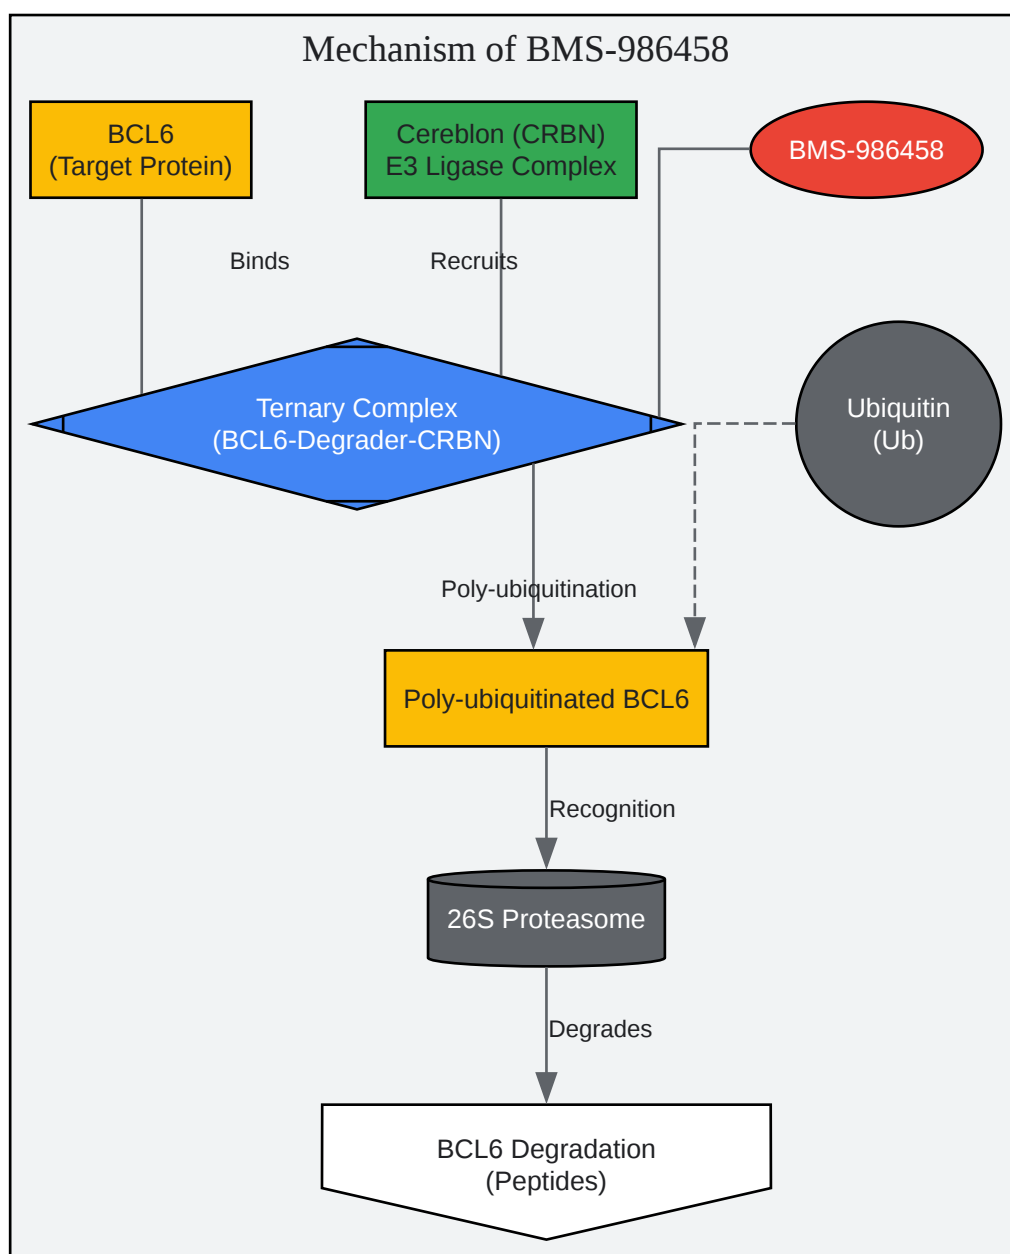 Mechanism of BMS-986458
BCL6
(Target Protein)
Cereblon (CRBN)
E3 Ligase Complex
BMS-986458
Binds
Recruits
Ternary Complex
(BCL6-Degrader-CRBN)
Ubiquitin
(Ub)
Poly-ubiquitination
Poly-ubiquitinated BCL6
Recognition
26S Proteasome
Degrades
BCL6 Degradation
(Peptides)